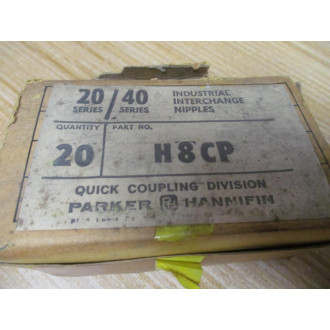 20 / 40 INDUSTRIAL
SERIES SERIES INTERCHANGE
NIPPLES
QUANTITY PART NO.
20 H8CP
QUICK COUPLING DIVISION
PARKER HANNIFIN